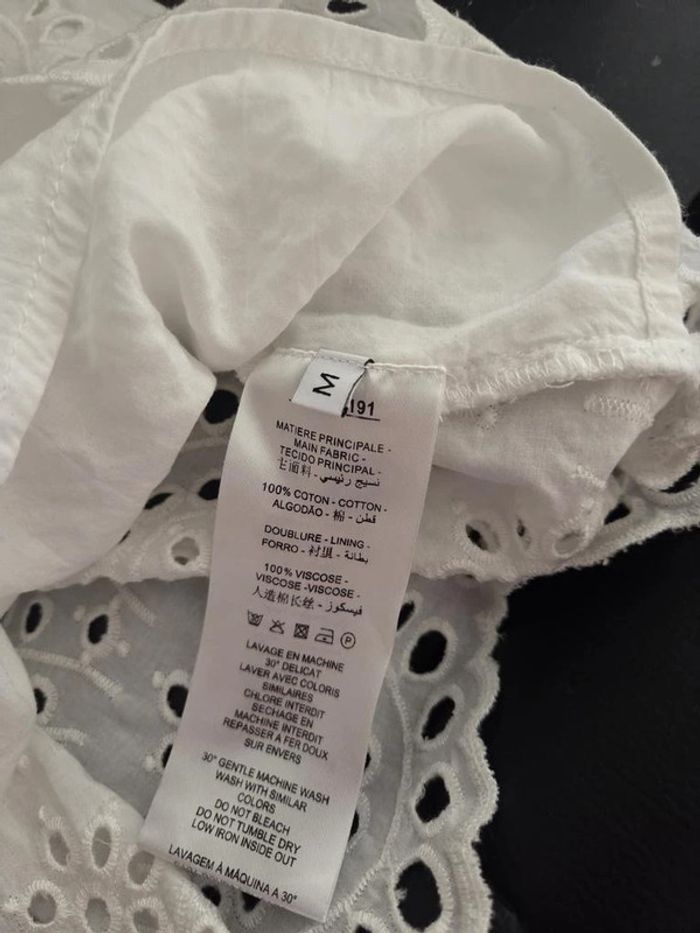 M
191
MATIERE PRINCIPALE -
MAIN FABRIC -
TECIDO PRINCIPAL -
主面料 - نسيج رئيسي -
100% COTON - COTTON -
ALGODÃO - 棉 - قطن -
DOUBLURE - LINING -
FORRO - 衬里 - بطانة -
100% VISCOSE -
VISCOSE -VISCOSE -
人造棉长丝 - فيسكوز -
P
LAVAGE EN MACHINE
30° DELICAT
LAVER AVEC COLORIS
SIMILAIRES
CHLORE INTERDIT
SECHAGE EN
MACHINE INTERDIT
REPASSER A FER DOUX
SUR ENVERS
30° GENTLE MACHINE WASH
WASH WITH SIMILAR
COLORS
DO NOT BLEACH
DO NOT TUMBLE DRY
LOW IRON INSIDE OUT
LAVAGEM À MÁQUINA A 30°